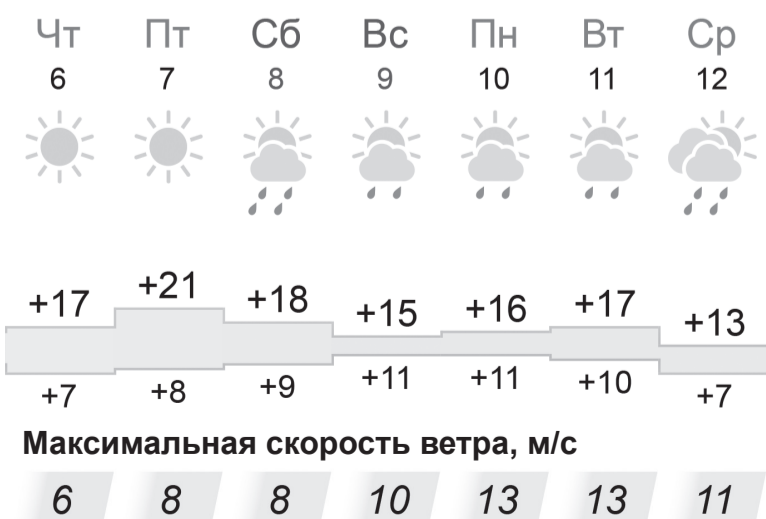 Чт Пт Сб Вс Пн Вт Ср
6 7 8 9 10 11 12
+17 +21 +18 +15 +16 +17 +13
+7 +8 +9 +11 +11 +10 +7
Максимальная скорость ветра, м/с
6 8 8 10 13 13 11